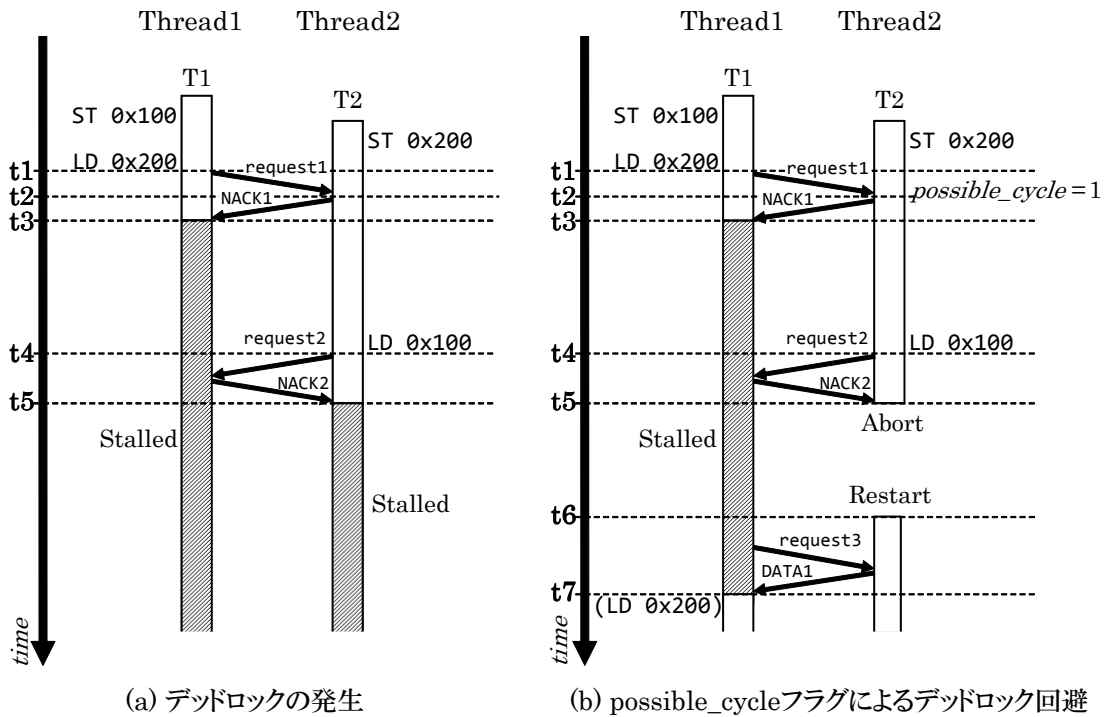 Thread1 Thread2
T1
T2
ST 0x100
ST 0x200
LD 0x200
t1
request1
t2
NACK1
t3
request2
LD 0x100
t4
NACK2
t5
Stalled
Stalled
time
(a) デッドロックの発生
Thread1 Thread2
T1
T2
ST 0x100
ST 0x200
LD 0x200
t1
request1
t2
possible_cycle = 1
NACK1
t3
request2
LD 0x100
t4
NACK2
t5
Abort
Stalled
Restart
t6
request3
DATA1
t7
(LD 0x200)
time
(b) possible_cycleフラグによるデッドロック回避